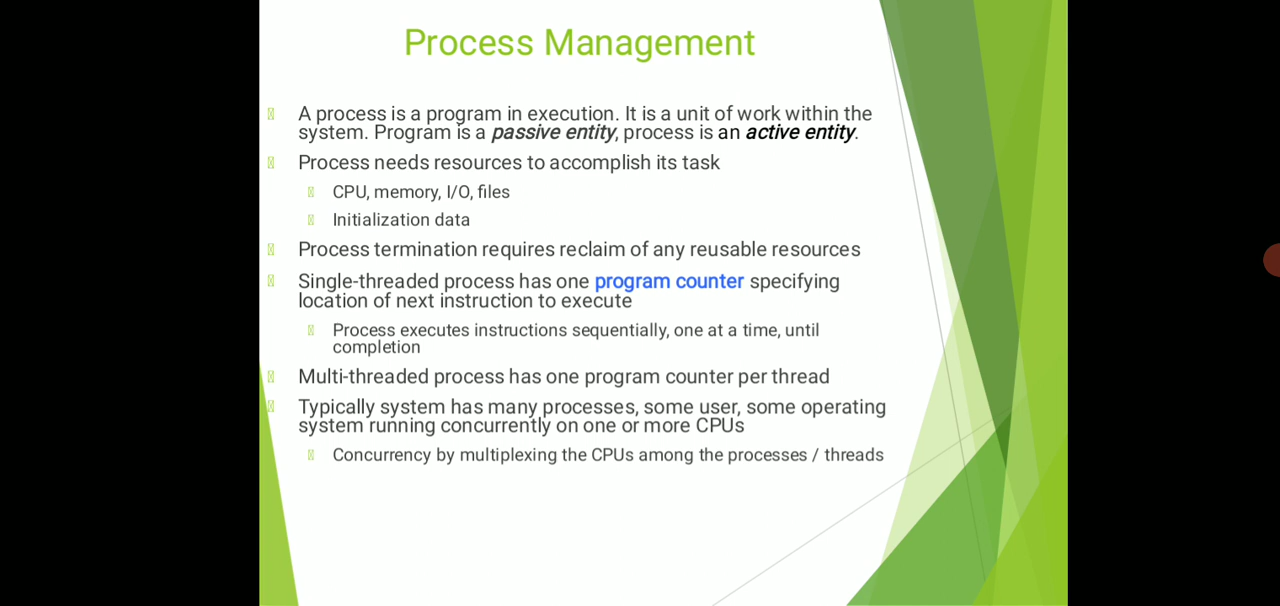 Process Management
A process is a program in execution. It is a unit of work within the
system. Program is a passive entity, process is an active entity.
Process needs resources to accomplish its task
CPU, memory, I/O, files
Initialization data
Process termination requires reclaim of any reusable resources
Single-threaded process has one program counter specifying
location of next instruction to execute
Process executes instructions sequentially, one at a time, until
completion
Multi-threaded process has one program counter per thread
Typically system has many processes, some user, some operating
system running concurrently on one or more CPUs
Concurrency by multiplexing the CPUs among the processes / threads